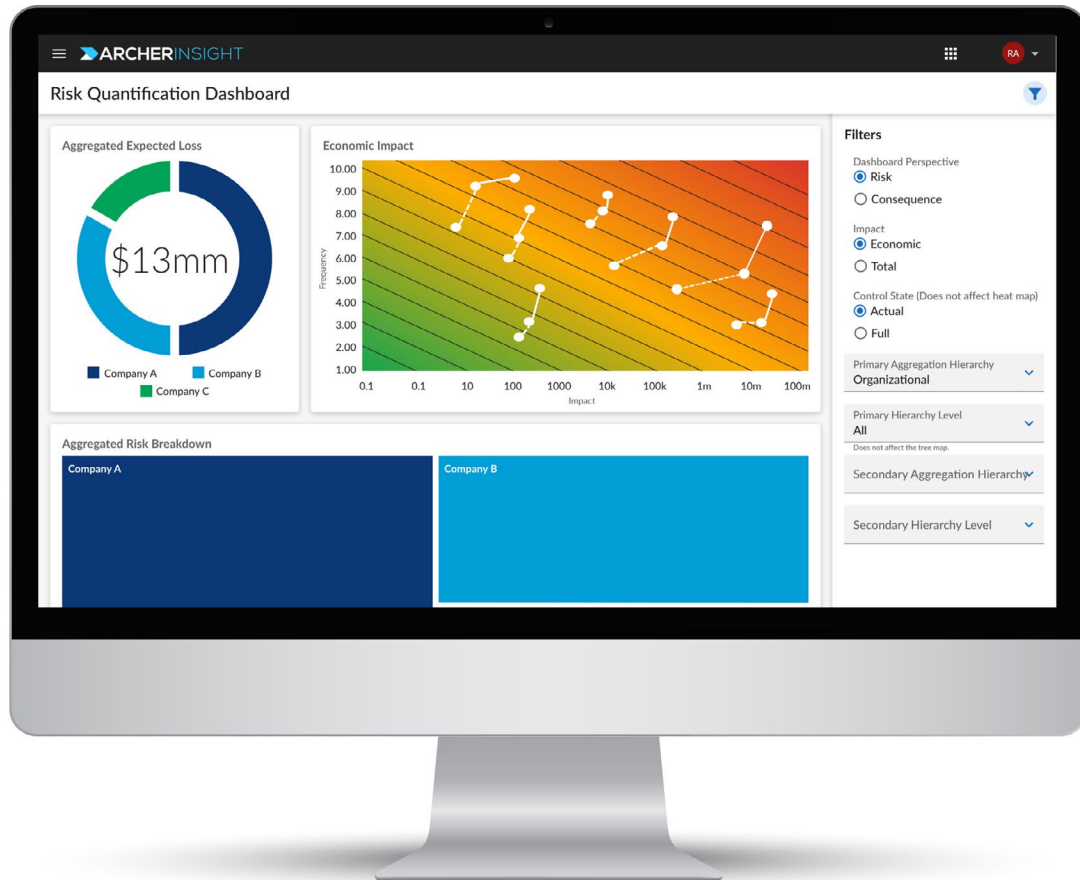 ARCHERINSIGHT
RA
Risk Quantification Dashboard
Aggregated Expected Loss
$13mm
Company A
Company B
Company C
Economic Impact
10.00
9.00
8.00
7.00
6.00
5.00
4.00
3.00
2.00
1.00
Frequency
0.1 0.1 10 100 1000 10k 100k 1m 10m 100m
Impact
Aggregated Risk Breakdown
Company A
Company B
Filters
Dashboard Perspective
Risk
Consequence
Impact
Economic
Total
Control State (Does not affect heat map)
Actual
Full
Primary Aggregation Hierarchy
Organizational
Primary Hierarchy Level
All
Does not affect the tree map.
Secondary Aggregation Hierarchy
Secondary Hierarchy Level